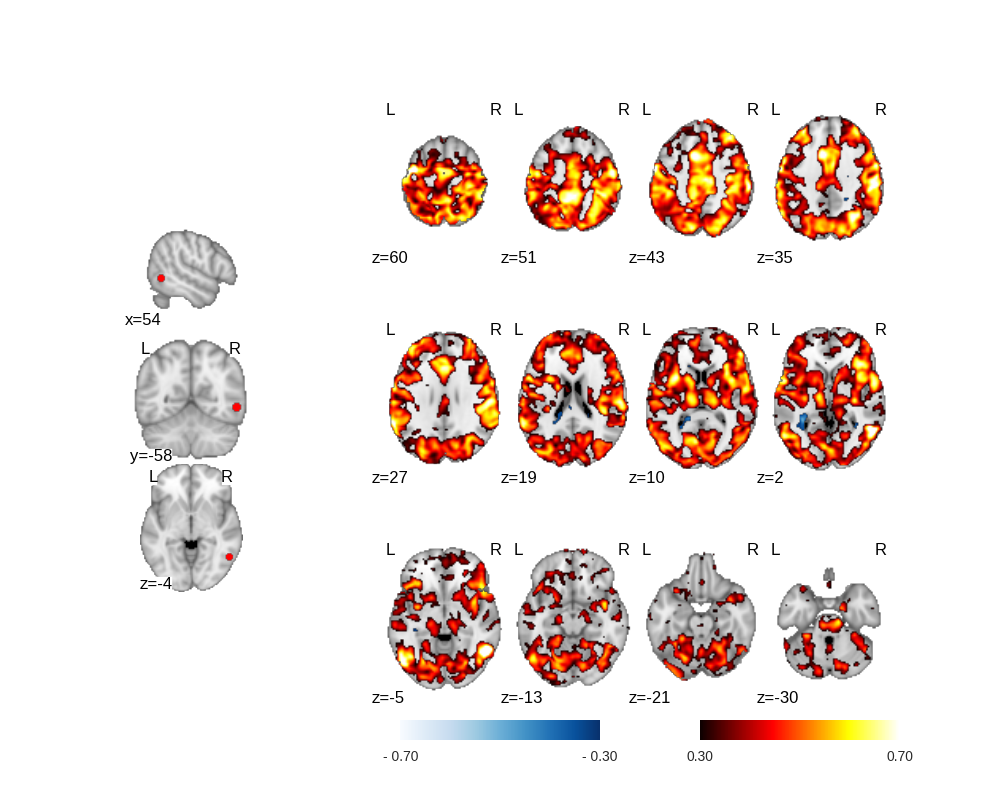 L R L R L R L R
z=60 z=51 z=43 z=35
x=54
L R
y=-58
L R
z=-4
L R L R L R L R
z=27 z=19 z=10 z=2
L R L R L R L R
z=-5 z=-13 z=-21 z=-30
- 0.70 - 0.30 0.30 0.70